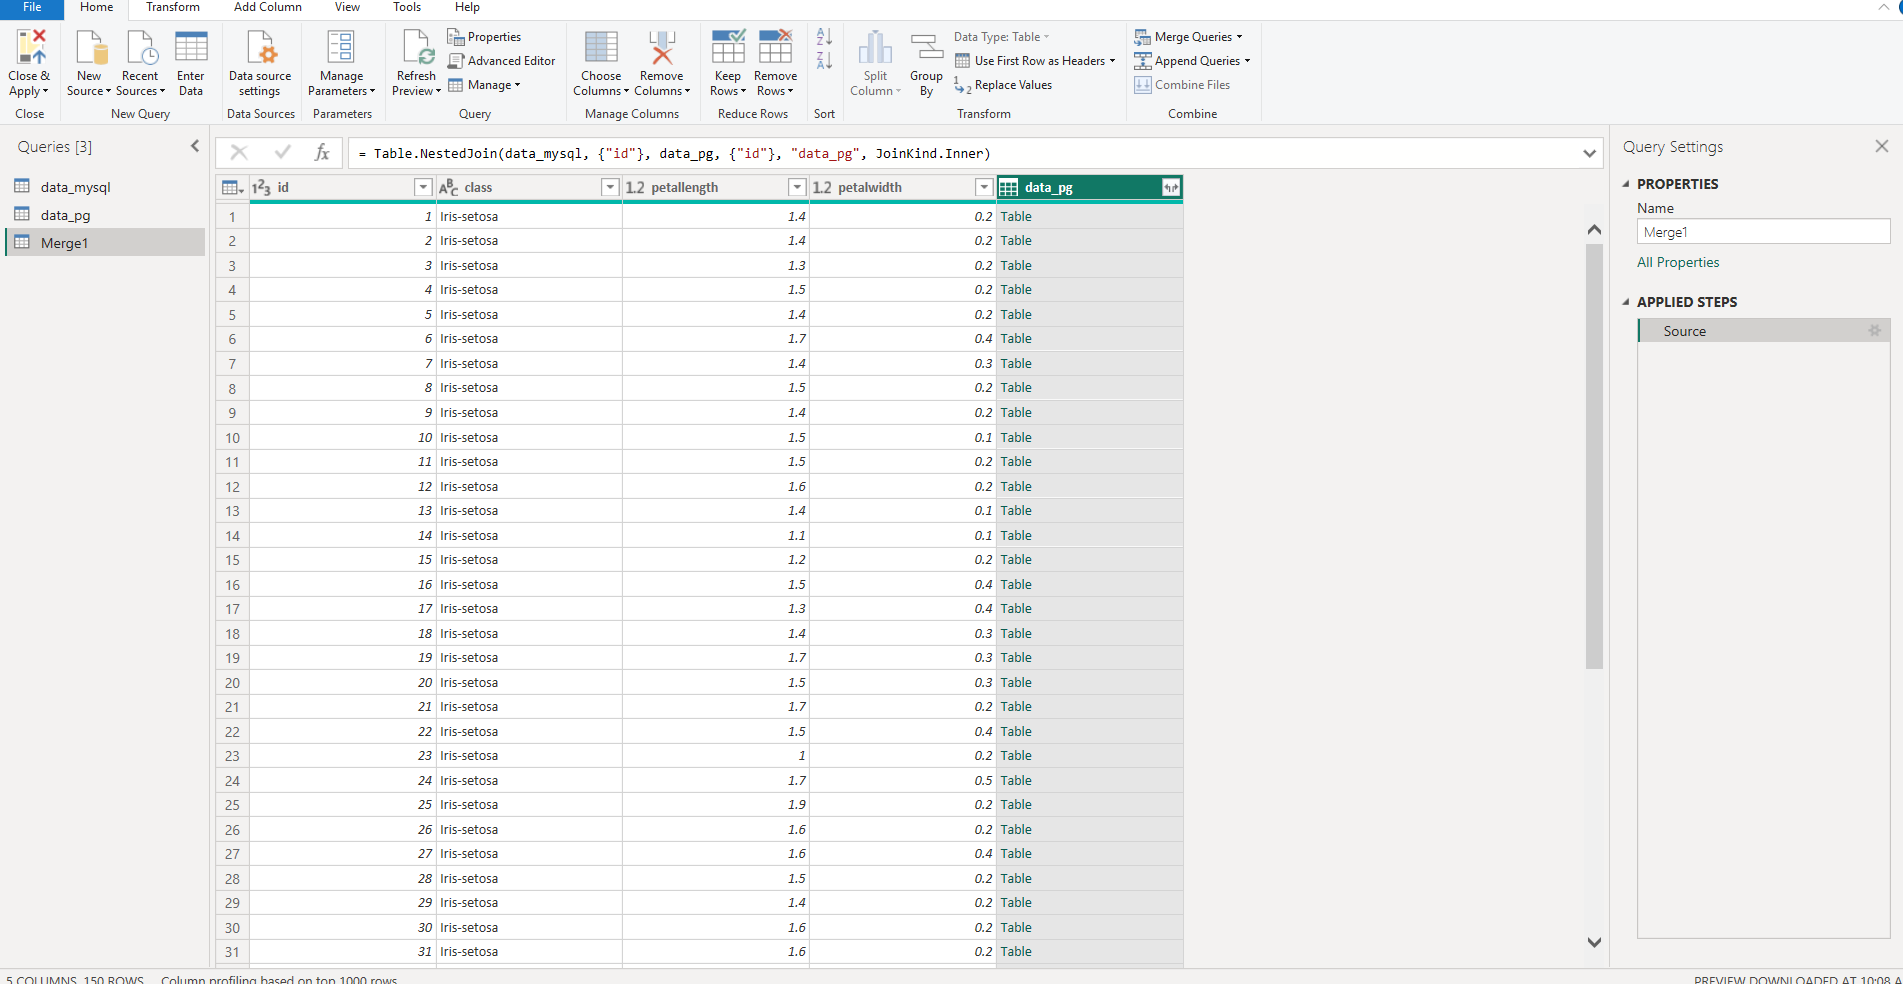 File Home Transform Add Column View Tools Help
Close & Apply
Close
New Source
Recent Sources
Enter Data
New Query
Data source settings
Data Sources
Manage Parameters
Parameters
Refresh Preview
Properties
Advanced Editor
Manage
Query
Choose Columns
Remove Columns
Manage Columns
Keep Rows
Remove Rows
Reduce Rows
A Z
Z A
Sort
Split Column
Group By
Data Type: Table
Use First Row as Headers
1 2 Replace Values
Transform
Merge Queries
Append Queries
Combine Files
Combine
Queries [3]
data_mysql
data_pg
Merge1
fx = Table.NestedJoin(data_mysql, {"id"}, data_pg, {"id"}, "data_pg", JoinKind.Inner)
123 id ABC class 1.2 petallength 1.2 petalwidth data_pg
1 1 Iris-setosa 1.4 0.2 Table
2 2 Iris-setosa 1.4 0.2 Table
3 3 Iris-setosa 1.3 0.2 Table
4 4 Iris-setosa 1.5 0.2 Table
5 5 Iris-setosa 1.4 0.2 Table
6 6 Iris-setosa 1.7 0.4 Table
7 7 Iris-setosa 1.4 0.3 Table
8 8 Iris-setosa 1.5 0.2 Table
9 9 Iris-setosa 1.4 0.2 Table
10 10 Iris-setosa 1.5 0.1 Table
11 11 Iris-setosa 1.5 0.2 Table
12 12 Iris-setosa 1.6 0.2 Table
13 13 Iris-setosa 1.4 0.1 Table
14 14 Iris-setosa 1.1 0.1 Table
15 15 Iris-setosa 1.2 0.2 Table
16 16 Iris-setosa 1.5 0.4 Table
17 17 Iris-setosa 1.3 0.4 Table
18 18 Iris-setosa 1.4 0.3 Table
19 19 Iris-setosa 1.7 0.3 Table
20 20 Iris-setosa 1.5 0.3 Table
21 21 Iris-setosa 1.7 0.2 Table
22 22 Iris-setosa 1.5 0.4 Table
23 23 Iris-setosa 1 0.2 Table
24 24 Iris-setosa 1.7 0.5 Table
25 25 Iris-setosa 1.9 0.2 Table
26 26 Iris-setosa 1.6 0.2 Table
27 27 Iris-setosa 1.6 0.4 Table
28 28 Iris-setosa 1.5 0.2 Table
29 29 Iris-setosa 1.4 0.2 Table
30 30 Iris-setosa 1.6 0.2 Table
31 31 Iris-setosa 1.6 0.2 Table
Query Settings
PROPERTIES
Name
Merge1
All Properties
APPLIED STEPS
Source
5 COLUMNS, 150 ROWS Column profiling based on top 1000 rows PREVIEW DOWNLOADED AT 10:08 A